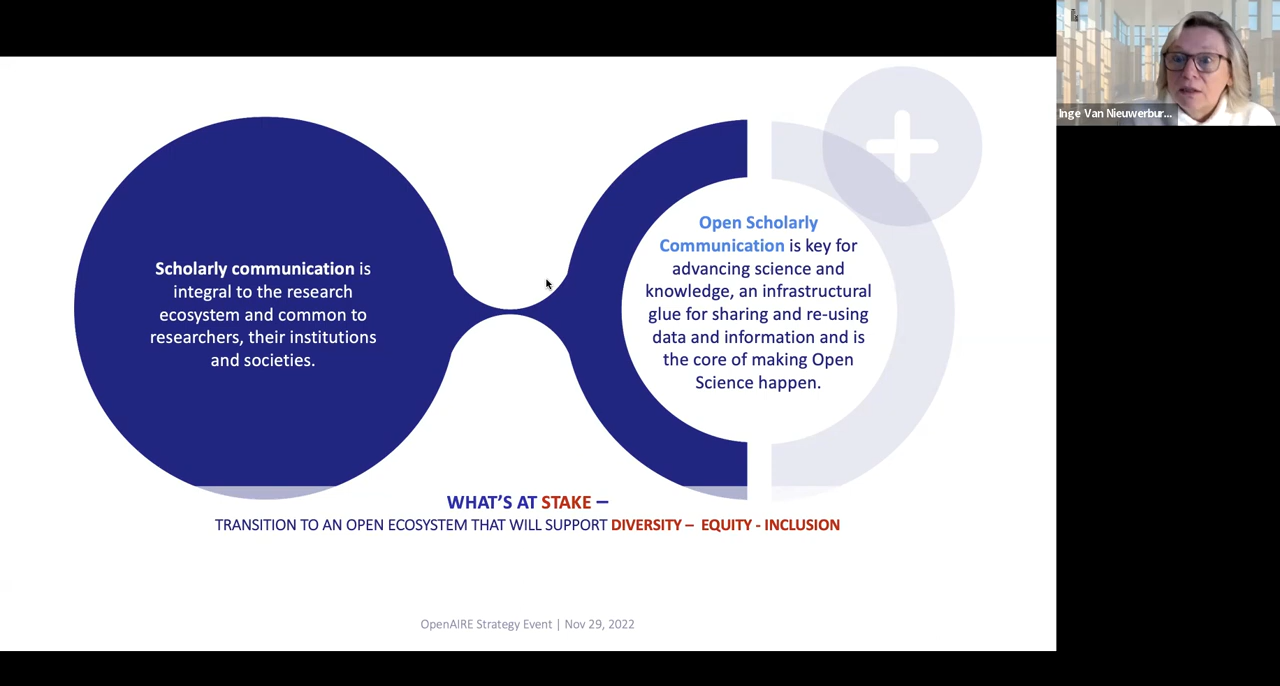 Inge Van Nieuwerbur...
Scholarly communication is
integral to the research
ecosystem and common to
researchers, their institutions
and societies.
Open Scholarly
Communication is key for
advancing science and
knowledge, an infrastructural
glue for sharing and re-using
data and information and is
the core of making Open
Science happen.
WHAT'S AT STAKE –
TRANSITION TO AN OPEN ECOSYSTEM THAT WILL SUPPORT DIVERSITY – EQUITY - INCLUSION
OpenAIRE Strategy Event | Nov 29, 2022